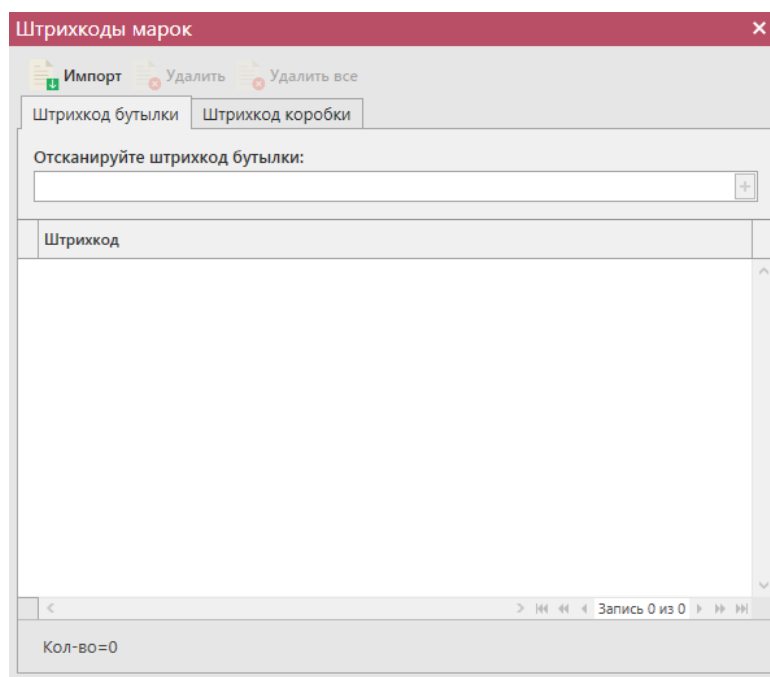 Штрихкоды марок
Импорт Удалить Удалить все
Штрихкод бутылки Штрихкод коробки
Отсканируйте штрихкод бутылки:
Штрихкод
Запись 0 из 0
Кол-во=0